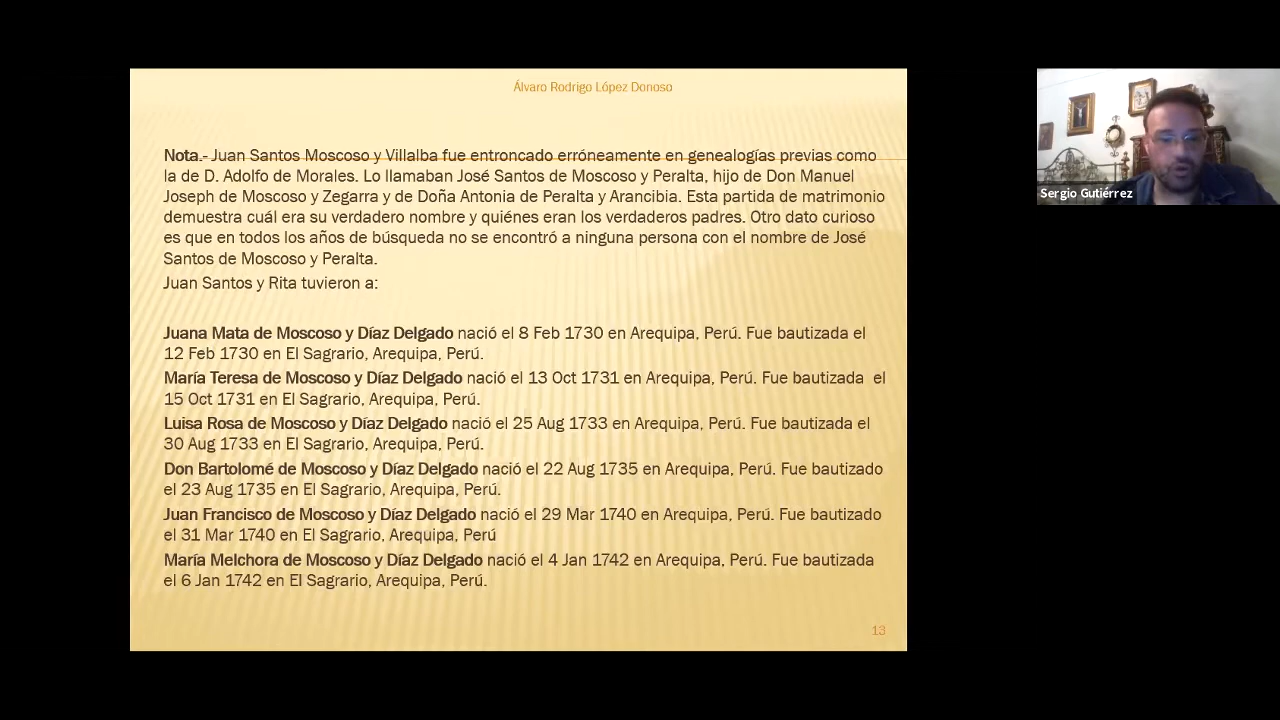 Álvaro Rodrigo López Donoso
Nota.- Juan Santos Moscoso y Villalba fue entroncado erróneamente en genealogías previas como
la de D. Adolfo de Morales. Lo llamaban José Santos de Moscoso y Peralta, hijo de Don Manuel
Joseph de Moscoso y Zegarra y de Doña Antonia de Peralta y Arancibia. Esta partida de matrimonio
demuestra cuál era su verdadero nombre y quiénes eran los verdaderos padres. Otro dato curioso
es que en todos los años de búsqueda no se encontró a ninguna persona con el nombre de José
Santos de Moscoso y Peralta.
Juan Santos y Rita tuvieron a:
Juana Mata de Moscoso y Díaz Delgado nació el 8 Feb 1730 en Arequipa, Perú. Fue bautizada el
12 Feb 1730 en El Sagrario, Arequipa, Perú.
María Teresa de Moscoso y Díaz Delgado nació el 13 Oct 1731 en Arequipa, Perú. Fue bautizada el
15 Oct 1731 en El Sagrario, Arequipa, Perú.
Luisa Rosa de Moscoso y Díaz Delgado nació el 25 Aug 1733 en Arequipa, Perú. Fue bautizada el
30 Aug 1733 en El Sagrario, Arequipa, Perú.
Don Bartolomé de Moscoso y Díaz Delgado nació el 22 Aug 1735 en Arequipa, Perú. Fue bautizado
el 23 Aug 1735 en El Sagrario, Arequipa, Perú.
Juan Francisco de Moscoso y Díaz Delgado nació el 29 Mar 1740 en Arequipa, Perú. Fue bautizado
el 31 Mar 1740 en El Sagrario, Arequipa, Perú
María Melchora de Moscoso y Díaz Delgado nació el 4 Jan 1742 en Arequipa, Perú. Fue bautizada
el 6 Jan 1742 en El Sagrario, Arequipa, Perú.
13
Sergio Gutiérrez